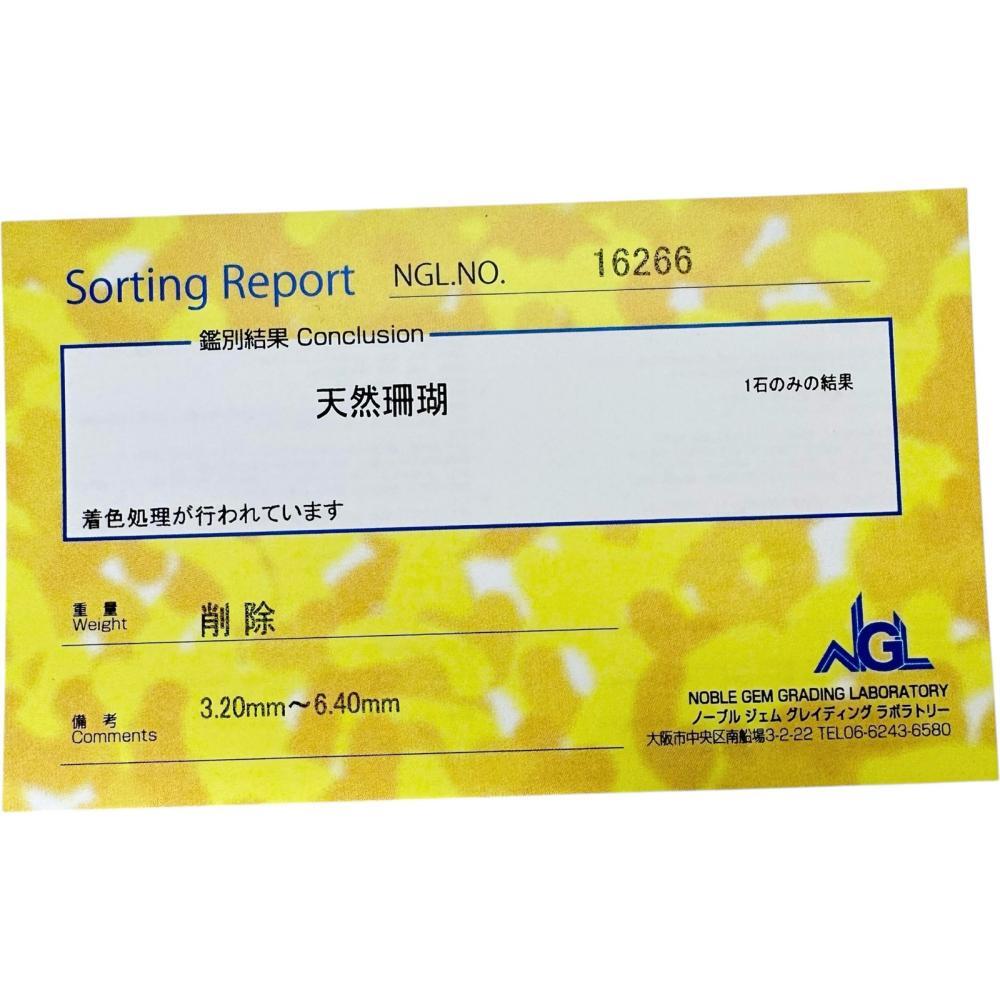 Sorting Report NGL.NO. 16266
鑑別結果 Conclusion
天然珊瑚 1石のみの結果
着色処理が行われています
重量 削除
Weight
3.20mm〜6.40mm
備考
Comments
NGL
NOBLE GEM GRADING LABORATORY
ノーブル ジェム グレイディング ラボラトリー
大阪市中央区南船場3-2-22 TEL06-6243-6580